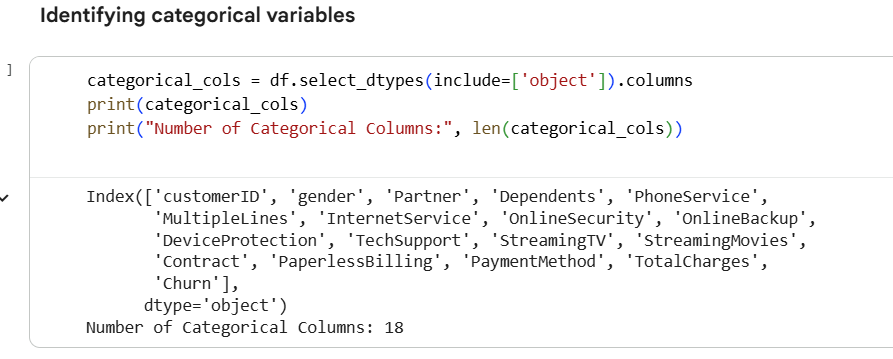 Identifying categorical variables
]
categorical_cols = df.select_dtypes(include=['object']).columns
print(categorical_cols)
print("Number of Categorical Columns:", len(categorical_cols))
Index(['customerID', 'gender', 'Partner', 'Dependents', 'PhoneService',
'MultipleLines', 'InternetService', 'OnlineSecurity', 'OnlineBackup',
'DeviceProtection', 'TechSupport', 'StreamingTV', 'StreamingMovies',
'Contract', 'PaperlessBilling', 'PaymentMethod', 'TotalCharges',
'Churn'],
dtype='object')
Number of Categorical Columns: 18